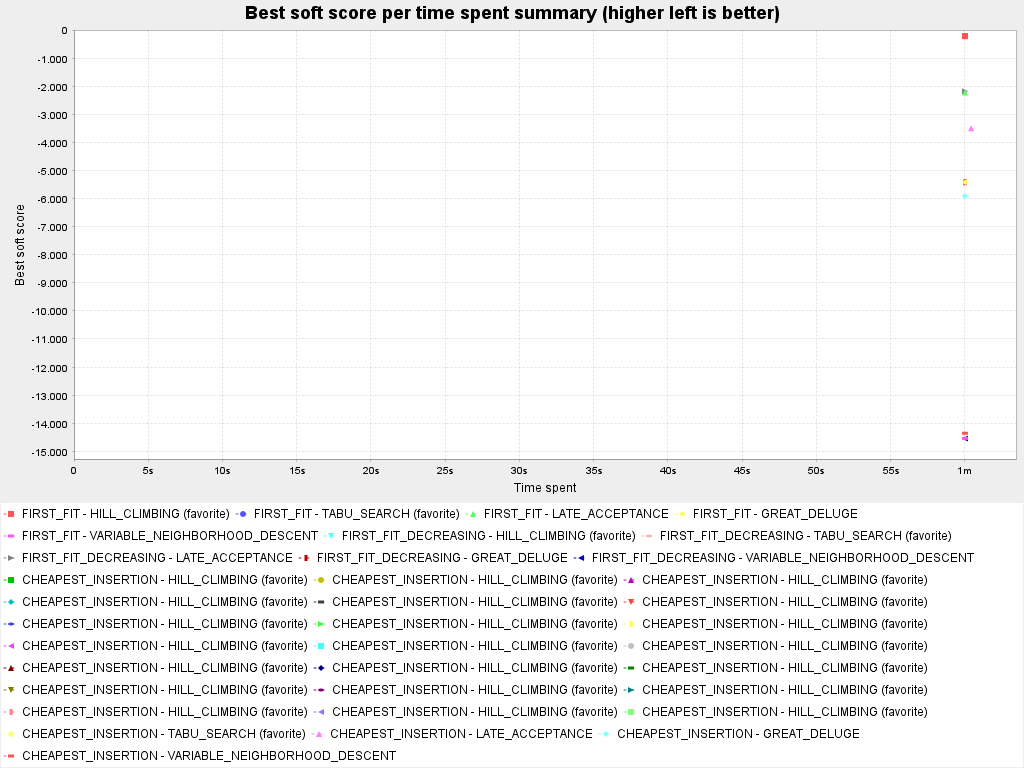 Best soft score per time spent summary (higher left is better)
Best soft score
0
-1.000
-2.000
-3.000
-4.000
-5.000
-6.000
-7.000
-8.000
-9.000
-10.000
-11.000
-12.000
-13.000
-14.000
-15.000
0 5s 10s 15s 20s 25s 30s 35s 40s 45s 50s 55s 1m
Time spent
FIRST_FIT - HILL_CLIMBING (favorite) FIRST_FIT - TABU_SEARCH (favorite) FIRST_FIT - LATE_ACCEPTANCE FIRST_FIT - GREAT_DELUGE
FIRST_FIT - VARIABLE_NEIGHBORHOOD_DESCENT FIRST_FIT_DECREASING - HILL_CLIMBING (favorite) FIRST_FIT_DECREASING - TABU_SEARCH (favorite)
FIRST_FIT_DECREASING - LATE_ACCEPTANCE FIRST_FIT_DECREASING - GREAT_DELUGE FIRST_FIT_DECREASING - VARIABLE_NEIGHBORHOOD_DESCENT
CHEAPEST_INSERTION - HILL_CLIMBING (favorite) CHEAPEST_INSERTION - HILL_CLIMBING (favorite) CHEAPEST_INSERTION - HILL_CLIMBING (favorite)
CHEAPEST_INSERTION - HILL_CLIMBING (favorite) CHEAPEST_INSERTION - HILL_CLIMBING (favorite) CHEAPEST_INSERTION - HILL_CLIMBING (favorite)
CHEAPEST_INSERTION - HILL_CLIMBING (favorite) CHEAPEST_INSERTION - HILL_CLIMBING (favorite) CHEAPEST_INSERTION - HILL_CLIMBING (favorite)
CHEAPEST_INSERTION - HILL_CLIMBING (favorite) CHEAPEST_INSERTION - HILL_CLIMBING (favorite) CHEAPEST_INSERTION - HILL_CLIMBING (favorite)
CHEAPEST_INSERTION - HILL_CLIMBING (favorite) CHEAPEST_INSERTION - HILL_CLIMBING (favorite) CHEAPEST_INSERTION - HILL_CLIMBING (favorite)
CHEAPEST_INSERTION - HILL_CLIMBING (favorite) CHEAPEST_INSERTION - HILL_CLIMBING (favorite) CHEAPEST_INSERTION - HILL_CLIMBING (favorite)
CHEAPEST_INSERTION - HILL_CLIMBING (favorite) CHEAPEST_INSERTION - HILL_CLIMBING (favorite) CHEAPEST_INSERTION - HILL_CLIMBING (favorite)
CHEAPEST_INSERTION - TABU_SEARCH (favorite) CHEAPEST_INSERTION - LATE_ACCEPTANCE CHEAPEST_INSERTION - GREAT_DELUGE
CHEAPEST_INSERTION - VARIABLE_NEIGHBORHOOD_DESCENT